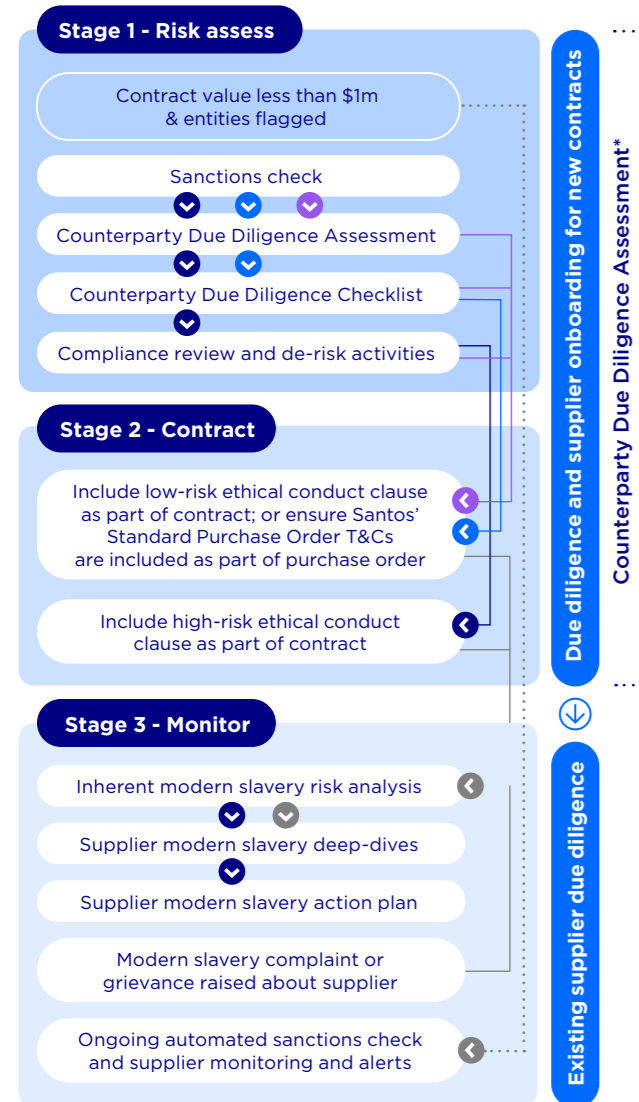 Stage 1 - Risk assess
Contract value less than $1m
& entities flagged
Sanctions check
Counterparty Due Diligence Assessment
Counterparty Due Diligence Checklist
Compliance review and de-risk activities
Stage 2 - Contract
Include low-risk ethical conduct clause
as part of contract; or ensure Santos’
Standard Purchase Order T&Cs
are included as part of purchase order
Include high-risk ethical conduct
clause as part of contract
Stage 3 - Monitor
Inherent modern slavery risk analysis
Supplier modern slavery deep-dives
Supplier modern slavery action plan
Modern slavery complaint or
grievance raised about supplier
Ongoing automated sanctions check
and supplier monitoring and alerts
Due diligence and supplier onboarding for new contracts
Existing supplier due diligence
Counterparty Due Diligence Assessment*